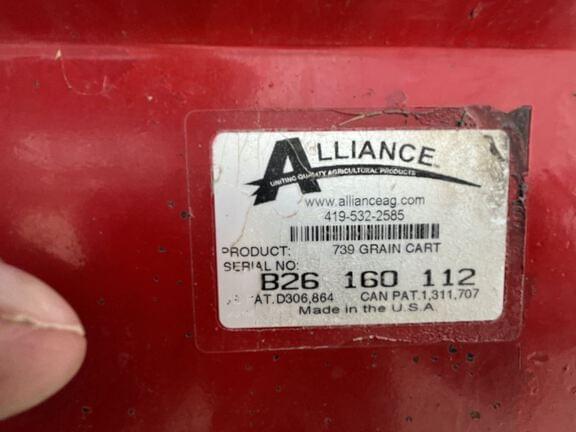 ALLIANCE
UNITING QUALITY AGRICULTURAL PRODUCTS
www.allianceag.com
419-532-2585
PRODUCT: 739 GRAIN CART
SERIAL NO:
B26 160 112
AT.D306,864 CAN PAT.1,311,707
Made in the U.S.A.